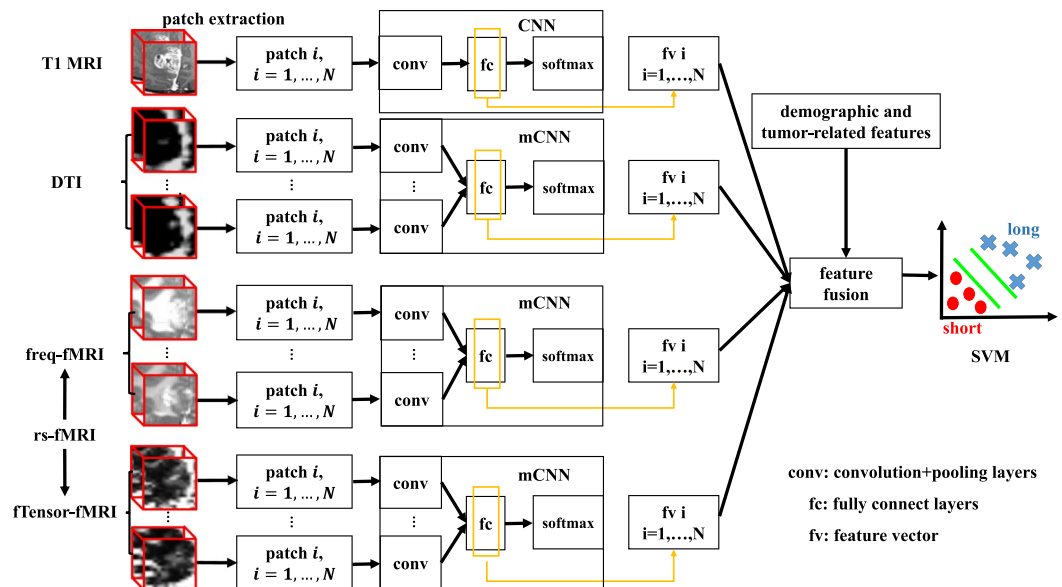 patch extraction
T1 MRI
patch i,
i = 1, … , N
CNN
conv
fc
softmax
fv i
i=1,…,N
demographic and
tumor-related features
DTI
patch i,
i = 1, … , N
mCNN
conv
fc
softmax
fv i
i=1,…,N
patch i,
i = 1, … , N
conv
long
feature
fusion
short
SVM
freq-fMRI
patch i,
i = 1, … , N
mCNN
conv
fc
softmax
fv i
i=1,…,N
patch i,
i = 1, … , N
conv
rs-fMRI
fTensor-fMRI
patch i,
i = 1, … , N
mCNN
conv
fc
softmax
fv i
i=1,…,N
patch i,
i = 1, … , N
conv
conv: convolution+pooling layers
fc: fully connect layers
fv: feature vector